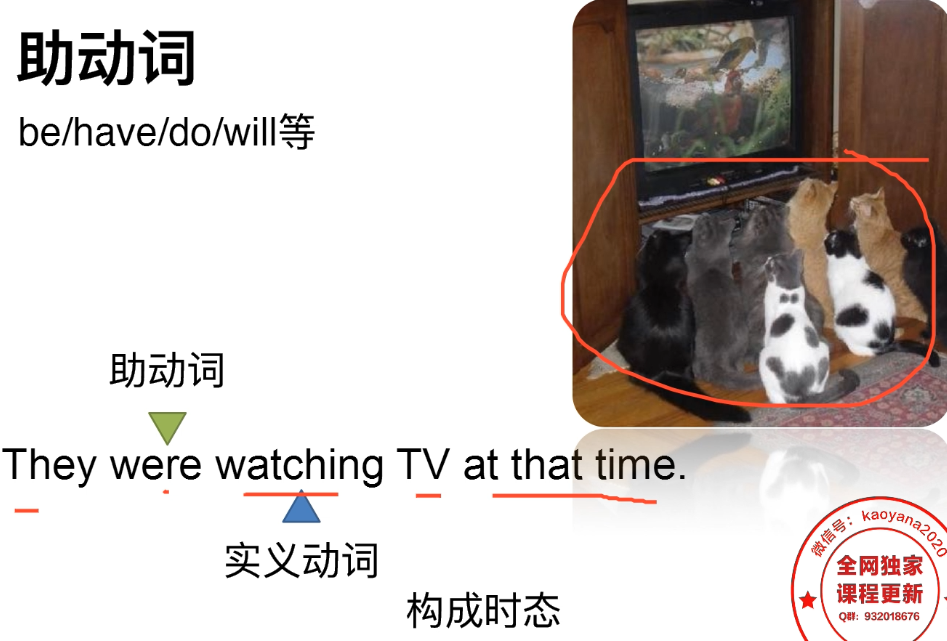 助动词
be/have/do/will等
助动词
They were watching TV at that time.
实义动词
构成时态
微信号：kaoyana2020
全网独家
课程更新
Q群：932018676